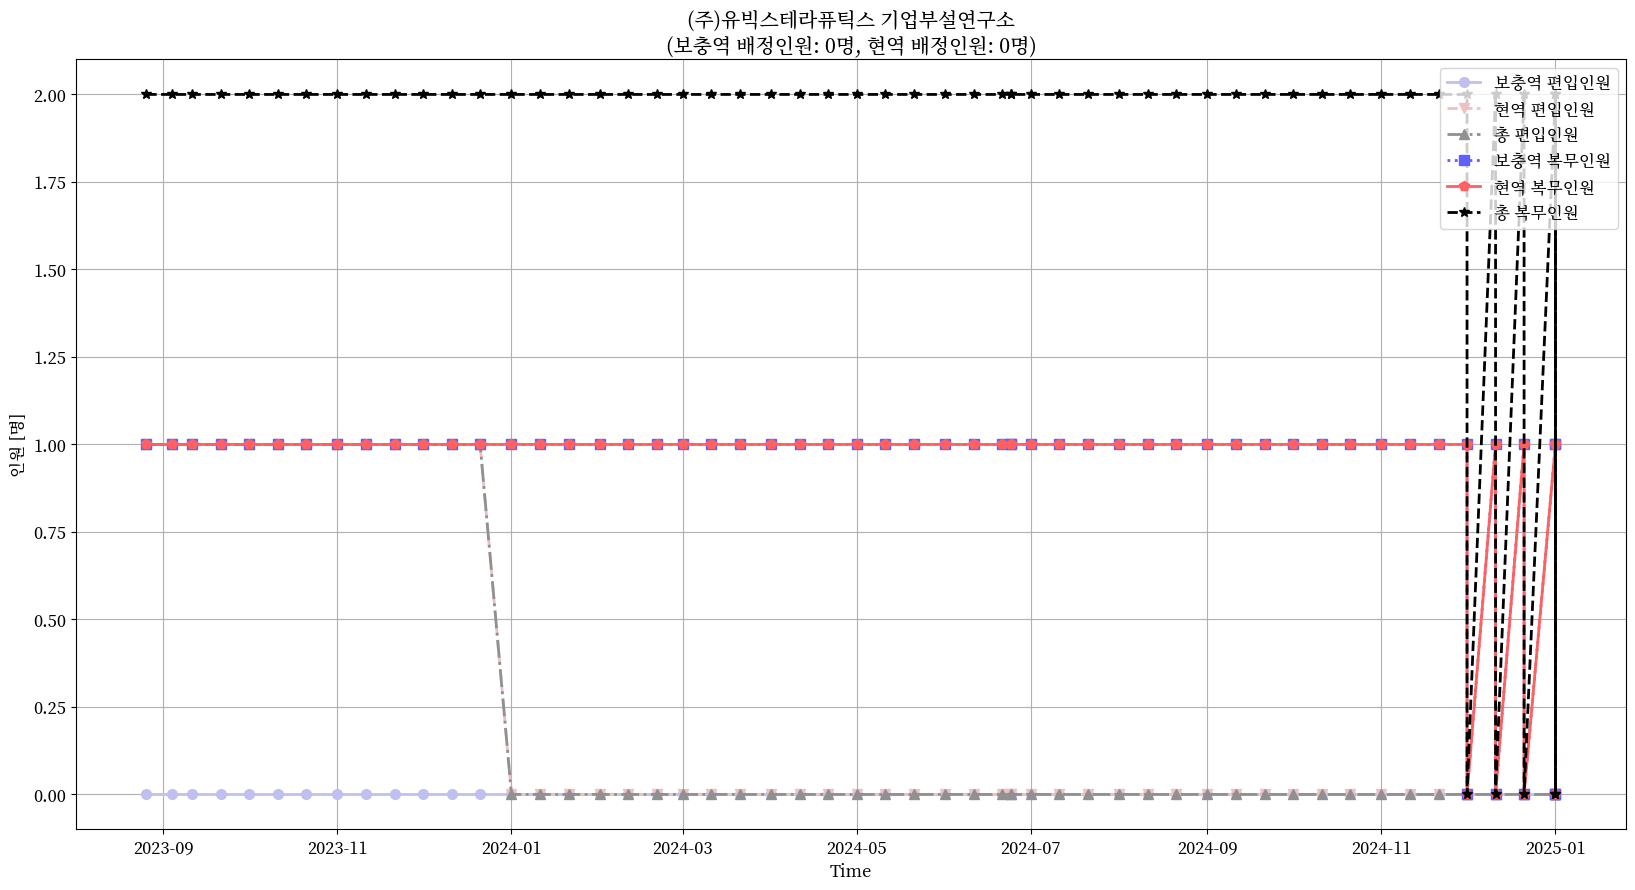 (주)유빅스테라퓨틱스 기업부설연구소
(보충역 배정인원: 0명, 현역 배정인원: 0명)
보충역 편입인원
현역 편입인원
총 편입인원
보충역 복무인원
현역 복무인원
총 복무인원
인원 [명]
2.00
1.75
1.50
1.25
1.00
0.75
0.50
0.25
0.00
2023-09 2023-11 2024-01 2024-03 2024-05 2024-07 2024-09 2024-11 2025-01
Time